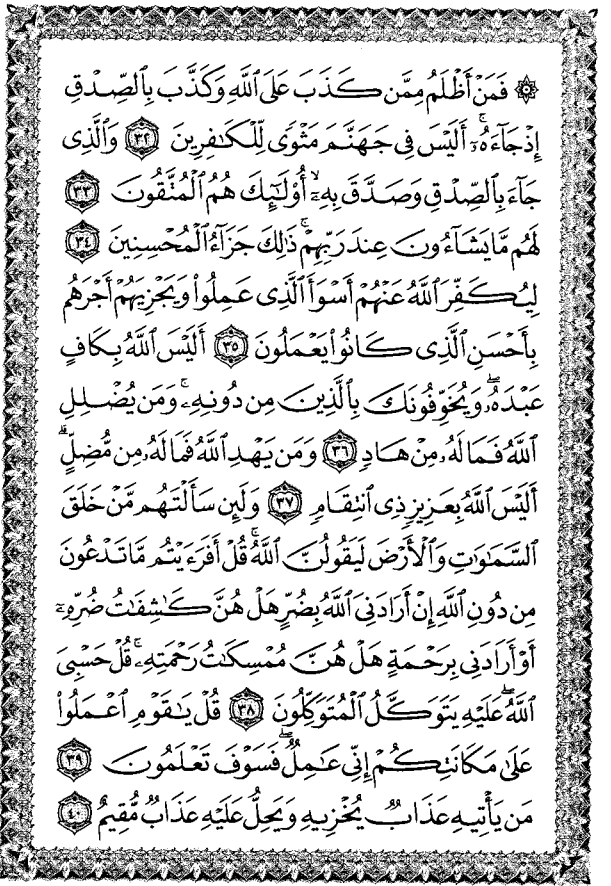 ۞ فَمَنْ أَظْلَمُ مِمَّن كَذَبَ عَلَى ٱللَّهِ وَكَذَّبَ بِٱلصِّدْقِ
إِذْ جَآءَهُۥٓ ۚ أَلَيْسَ فِى جَهَنَّمَ مَثْوًى لِّلْكَٰفِرِينَ ٣٢ وَٱلَّذِى
جَآءَ بِٱلصِّدْقِ وَصَدَّقَ بِهِۦٓ ۙ أُو۟لَٰٓئِكَ هُمُ ٱلْمُتَّقُونَ ٣٣
لَهُم مَّا يَشَآءُونَ عِندَ رَبِّهِمْ ۚ ذَٰلِكَ جَزَآءُ ٱلْمُحْسِنِينَ ٣٤
لِيُكَفِّرَ ٱللَّهُ عَنْهُمْ أَسْوَأَ ٱلَّذِى عَمِلُوا۟ وَيَجْزِيَهُمْ أَجْرَهُم
بِأَحْسَنِ ٱلَّذِى كَانُوا۟ يَعْمَلُونَ ٣٥ أَلَيْسَ ٱللَّهُ بِكَافٍ
عَبْدَهُۥ ۖ وَيُخَوِّفُونَكَ بِٱلَّذِينَ مِن دُونِهِۦ ۚ وَمَن يُضْلِلِ
ٱللَّهُ فَمَا لَهُۥ مِنْ هَادٍ ٣٦ وَمَن يَهْدِ ٱللَّهُ فَمَا لَهُۥ مِن مُّضِلٍّ ۗ
أَلَيْسَ ٱللَّهُ بِعَزِيزٍ ذِى ٱنتِقَامٍ ٣٧ وَلَئِن سَأَلْتَهُم مَّنْ خَلَقَ
ٱلسَّمَٰوَٰتِ وَٱلْأَرْضَ لَيَقُولُنَّ ٱللَّهُ ۚ قُلْ أَفَرَءَيْتُم مَّا تَدْعُونَ
مِن دُونِ ٱللَّهِ إِنْ أَرَادَنِىَ ٱللَّهُ بِضُرٍّ هَلْ هُنَّ كَٰشِفَٰتُ ضُرِّهِۦٓ
أَوْ أَرَادَنِى بِرَحْمَةٍ هَلْ هُنَّ مُمْسِكَٰتُ رَحْمَتِهِۦ ۚ قُلْ حَسْبِىَ
ٱللَّهُ ۖ عَلَيْهِ يَتَوَكَّلُ ٱلْمُتَوَكِّلُونَ ٣٨ قُلْ يَٰقَوْمِ ٱعْمَلُوا۟
عَلَىٰ مَكَانَتِكُمْ إِنِّى عَٰمِلٌ ۖ فَسَوْفَ تَعْلَمُونَ ٣٩
مَن يَأْتِيهِ عَذَابٌ يُخْزِيهِ وَيَحِلُّ عَلَيْهِ عَذَابٌ مُّقِيمٌ ٤٠